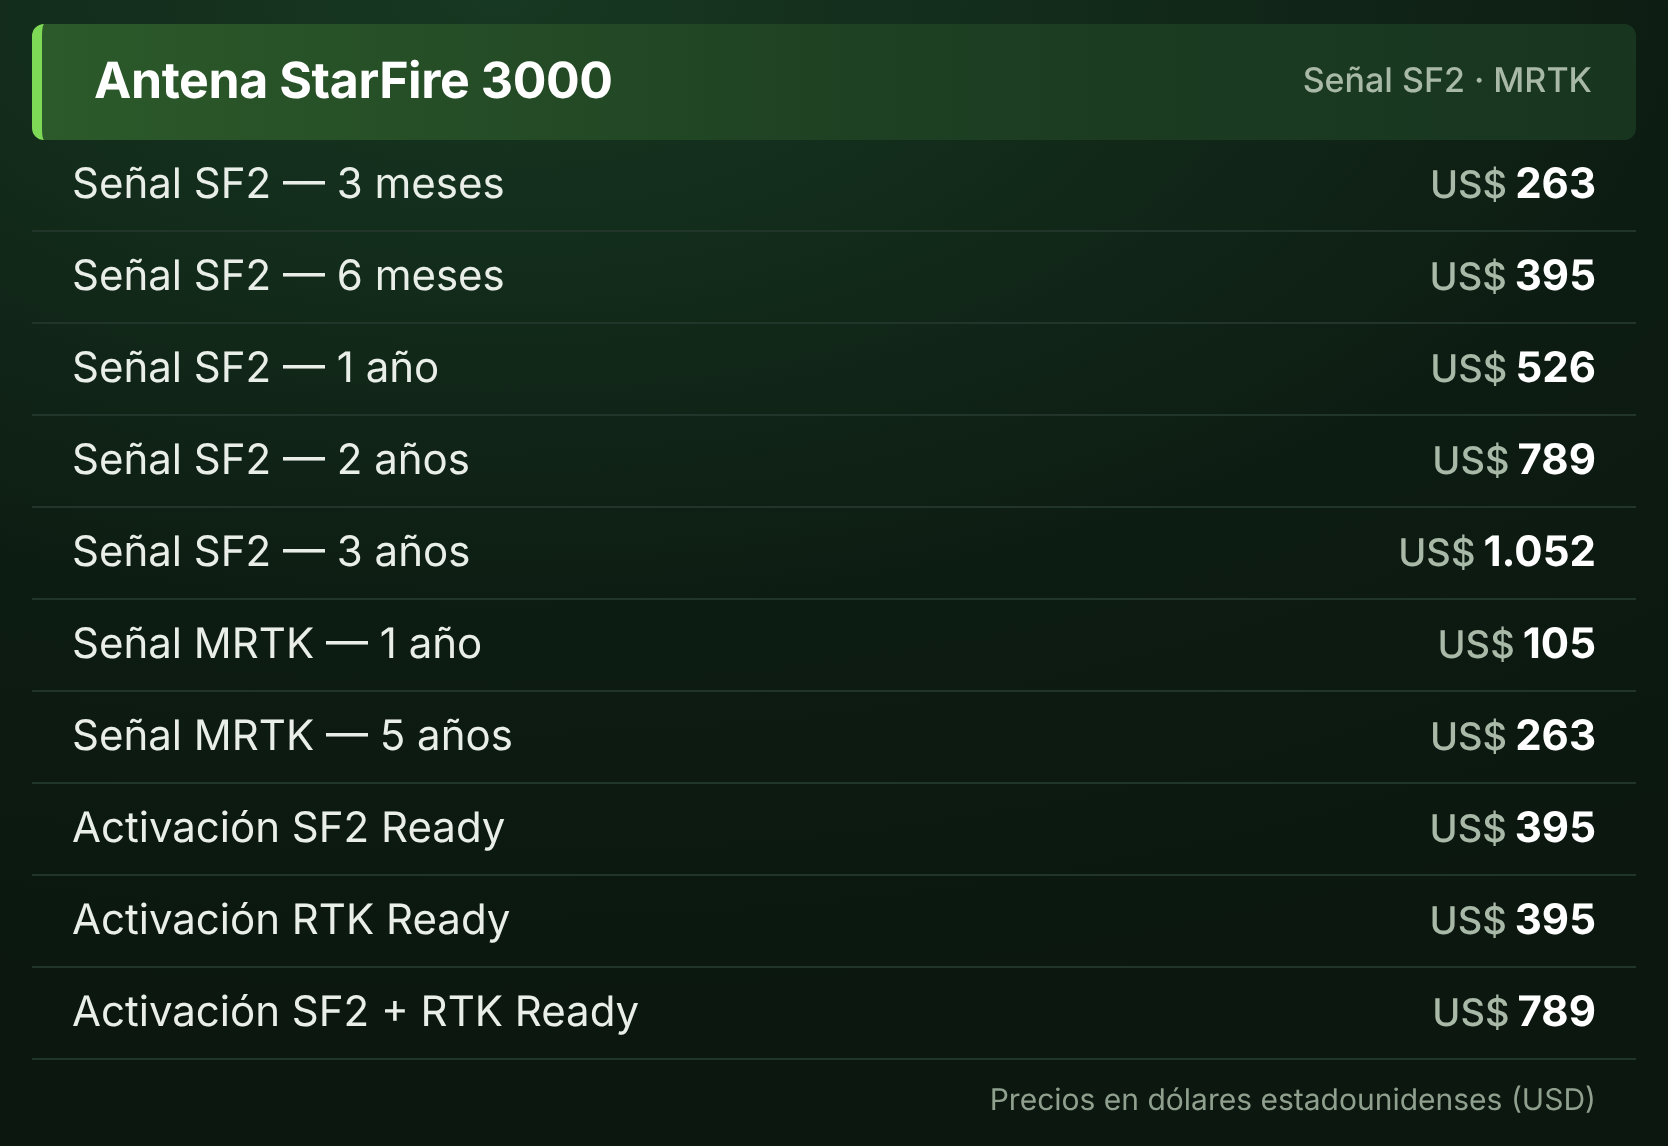 Antena StarFire 3000 Señal SF2 · MRTK
Señal SF2 — 3 meses US$ 263
Señal SF2 — 6 meses US$ 395
Señal SF2 — 1 año US$ 526
Señal SF2 — 2 años US$ 789
Señal SF2 — 3 años US$ 1.052
Señal MRTK — 1 año US$ 105
Señal MRTK — 5 años US$ 263
Activación SF2 Ready US$ 395
Activación RTK Ready US$ 395
Activación SF2 + RTK Ready US$ 789
Precios en dólares estadounidenses (USD)